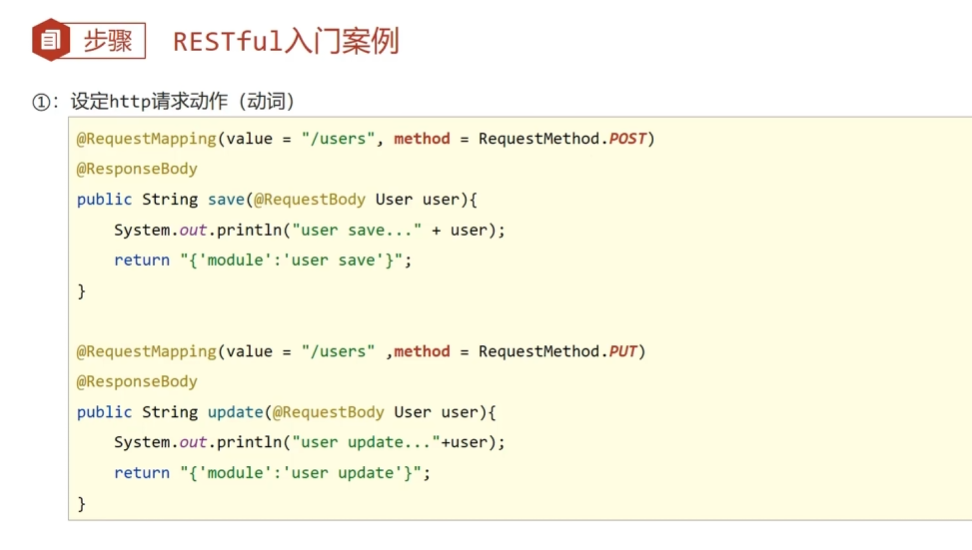 步骤 RESTful入门案例
①：设定http请求动作（动词）
@RequestMapping(value = "/users", method = RequestMethod.POST)
@ResponseBody
public String save(@RequestBody User user){
    System.out.println("user save..." + user);
    return "{'module':'user save'}";
}

@RequestMapping(value = "/users" ,method = RequestMethod.PUT)
@ResponseBody
public String update(@RequestBody User user){
    System.out.println("user update..."+user);
    return "{'module':'user update'}";
}